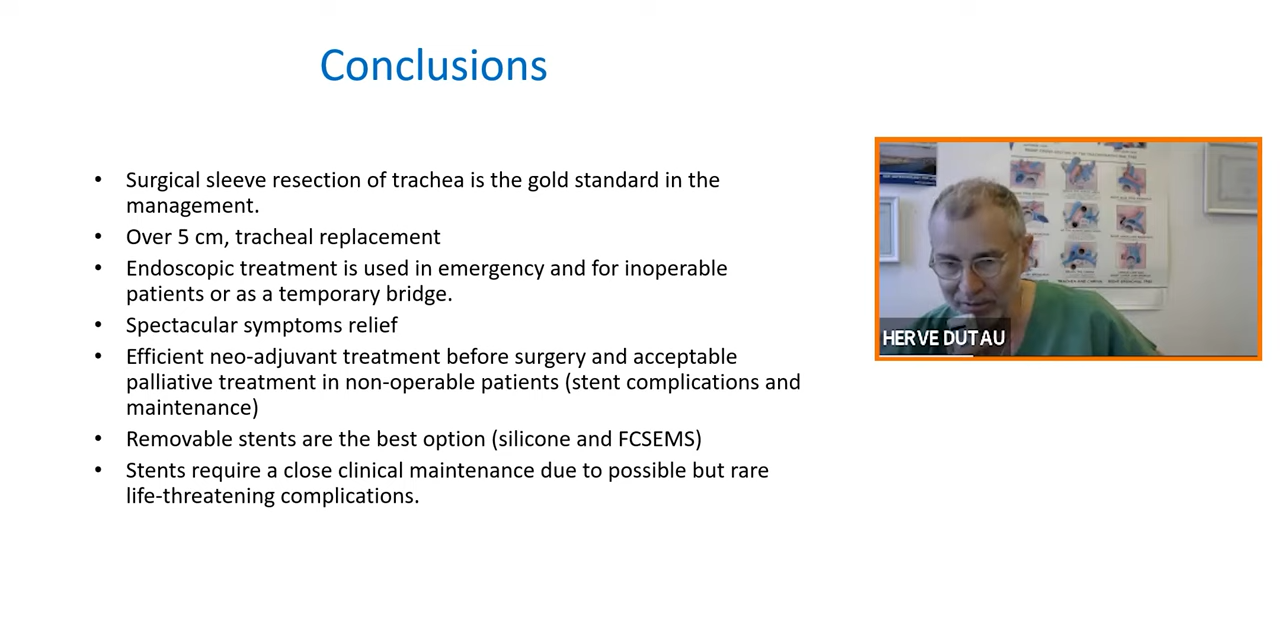 Conclusions
• Surgical sleeve resection of trachea is the gold standard in the
management.
• Over 5 cm, tracheal replacement
• Endoscopic treatment is used in emergency and for inoperable
patients or as a temporary bridge.
• Spectacular symptoms relief
• Efficient neo-adjuvant treatment before surgery and acceptable
palliative treatment in non-operable patients (stent complications and
maintenance)
• Removable stents are the best option (silicone and FCSEMS)
• Stents require a close clinical maintenance due to possible but rare
life-threatening complications.
HERVE DUTAU